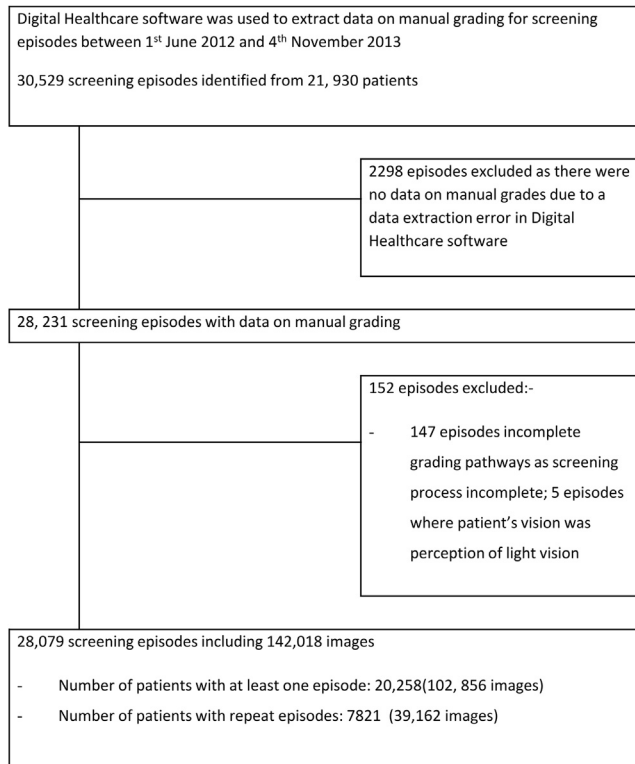 Digital Healthcare software was used to extract data on manual grading for screening
episodes between 1st June 2012 and 4th November 2013
30,529 screening episodes identified from 21, 930 patients
2298 episodes excluded as there were
no data on manual grades due to a
data extraction error in Digital
Healthcare software
28, 231 screening episodes with data on manual grading
152 episodes excluded:-
- 147 episodes incomplete
grading pathways as screening
process incomplete; 5 episodes
where patient’s vision was
perception of light vision
28,079 screening episodes including 142,018 images
- Number of patients with at least one episode: 20,258(102, 856 images)
- Number of patients with repeat episodes: 7821 (39,162 images)